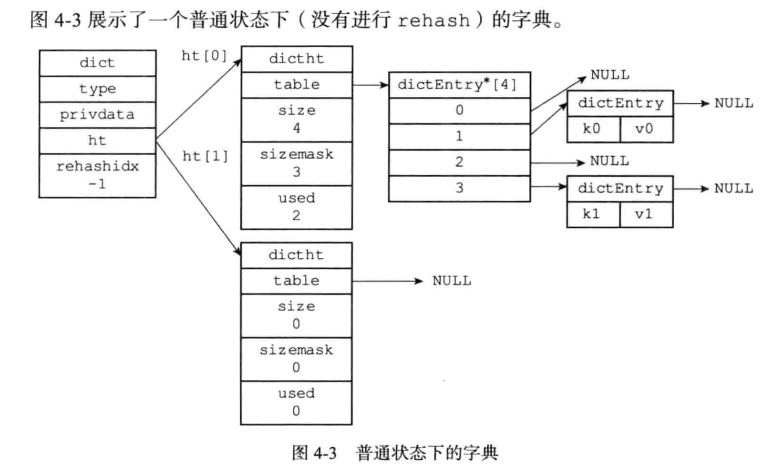 图 4-3 展示了一个普通状态下（没有进行 rehash）的字典。
dict
type
privdata
ht
rehashidx
-1
ht[0]
ht[1]
dictht
table
size
4
sizemask
3
used
2
dictht
table
size
0
sizemask
0
used
0
NULL
dictEntry*[4]
0
1
2
3
NULL
dictEntry
k0 v0
NULL
NULL
dictEntry
k1 v1
NULL
图 4-3 普通状态下的字典